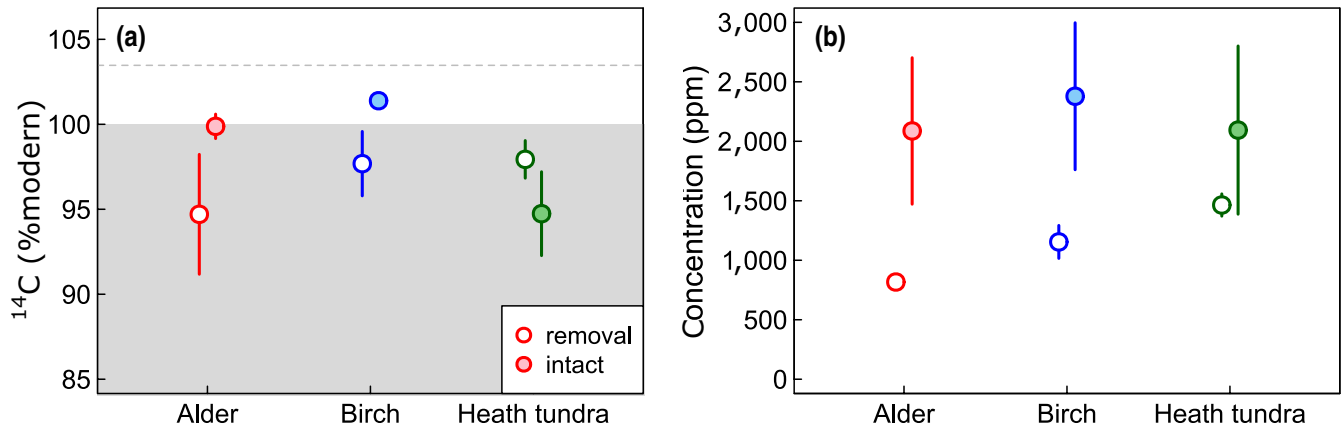 (a)
105
100
95
90
85
¹⁴C (%modern)
removal
intact
Alder
Birch
Heath tundra
(b)
3,000
2,500
2,000
1,500
1,000
500
0
Concentration (ppm)
Alder
Birch
Heath tundra